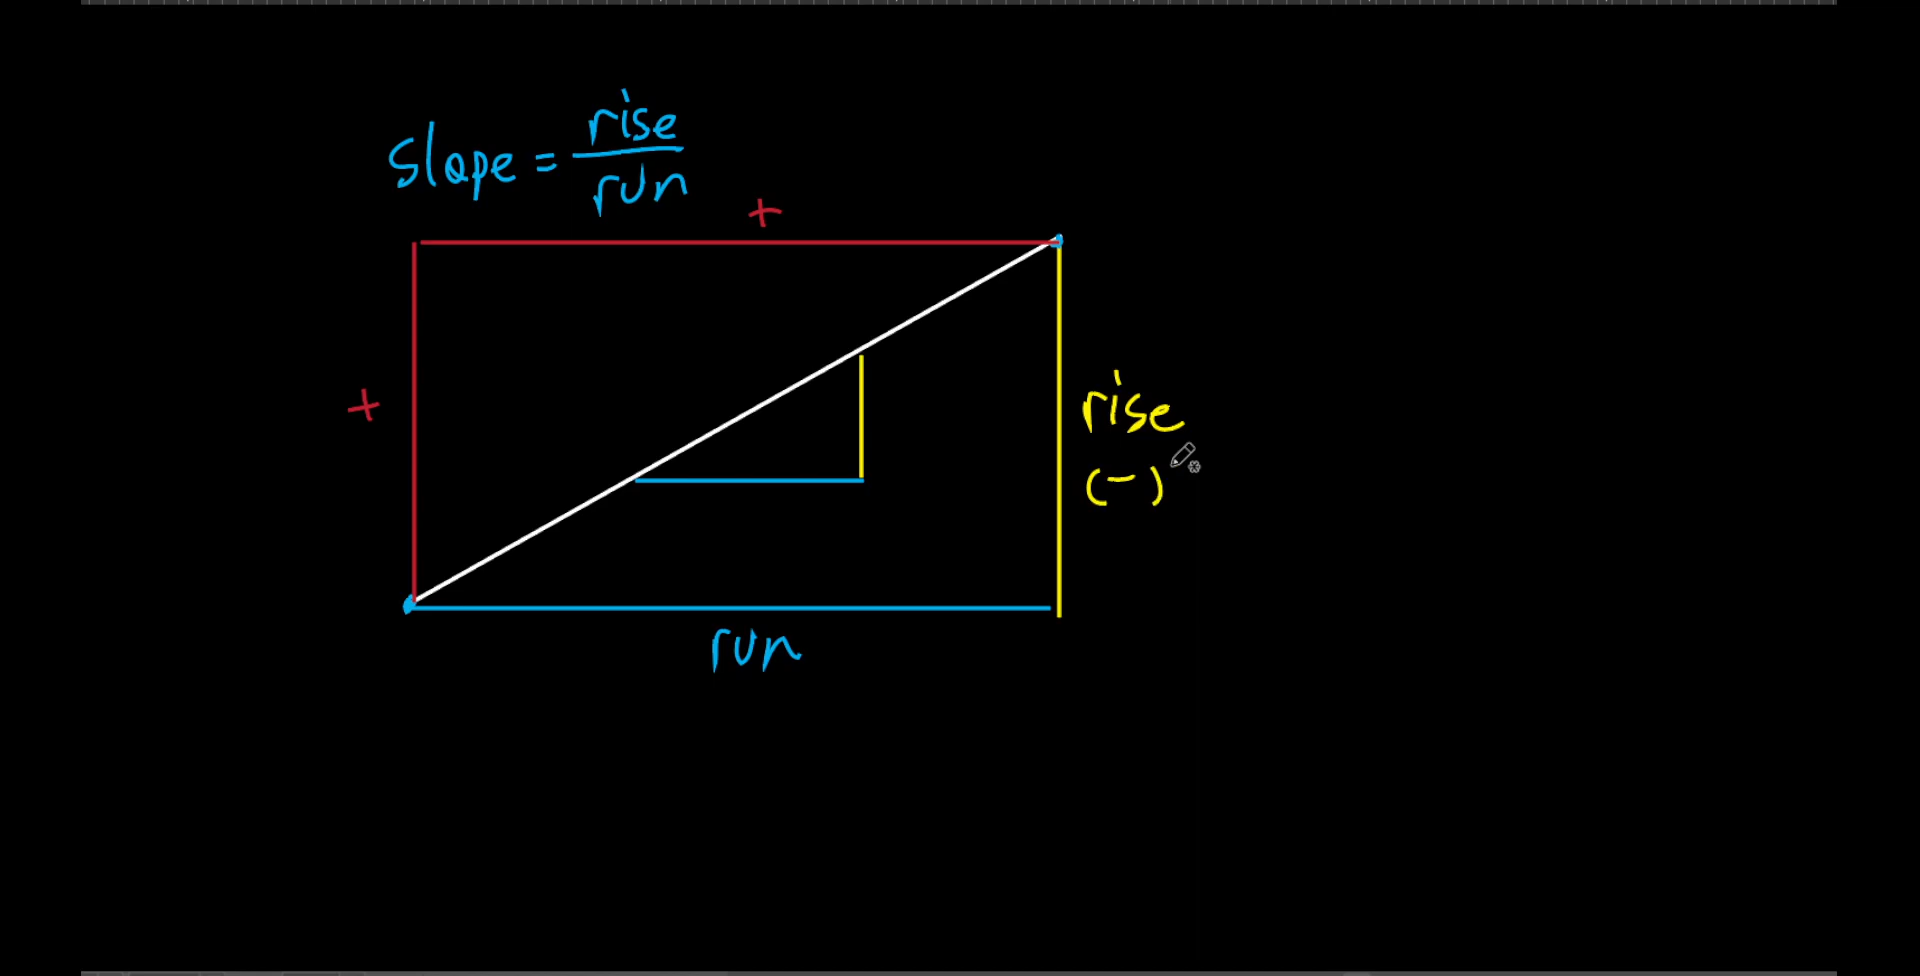 slope = rise/run
+
+
rise
(-)
run